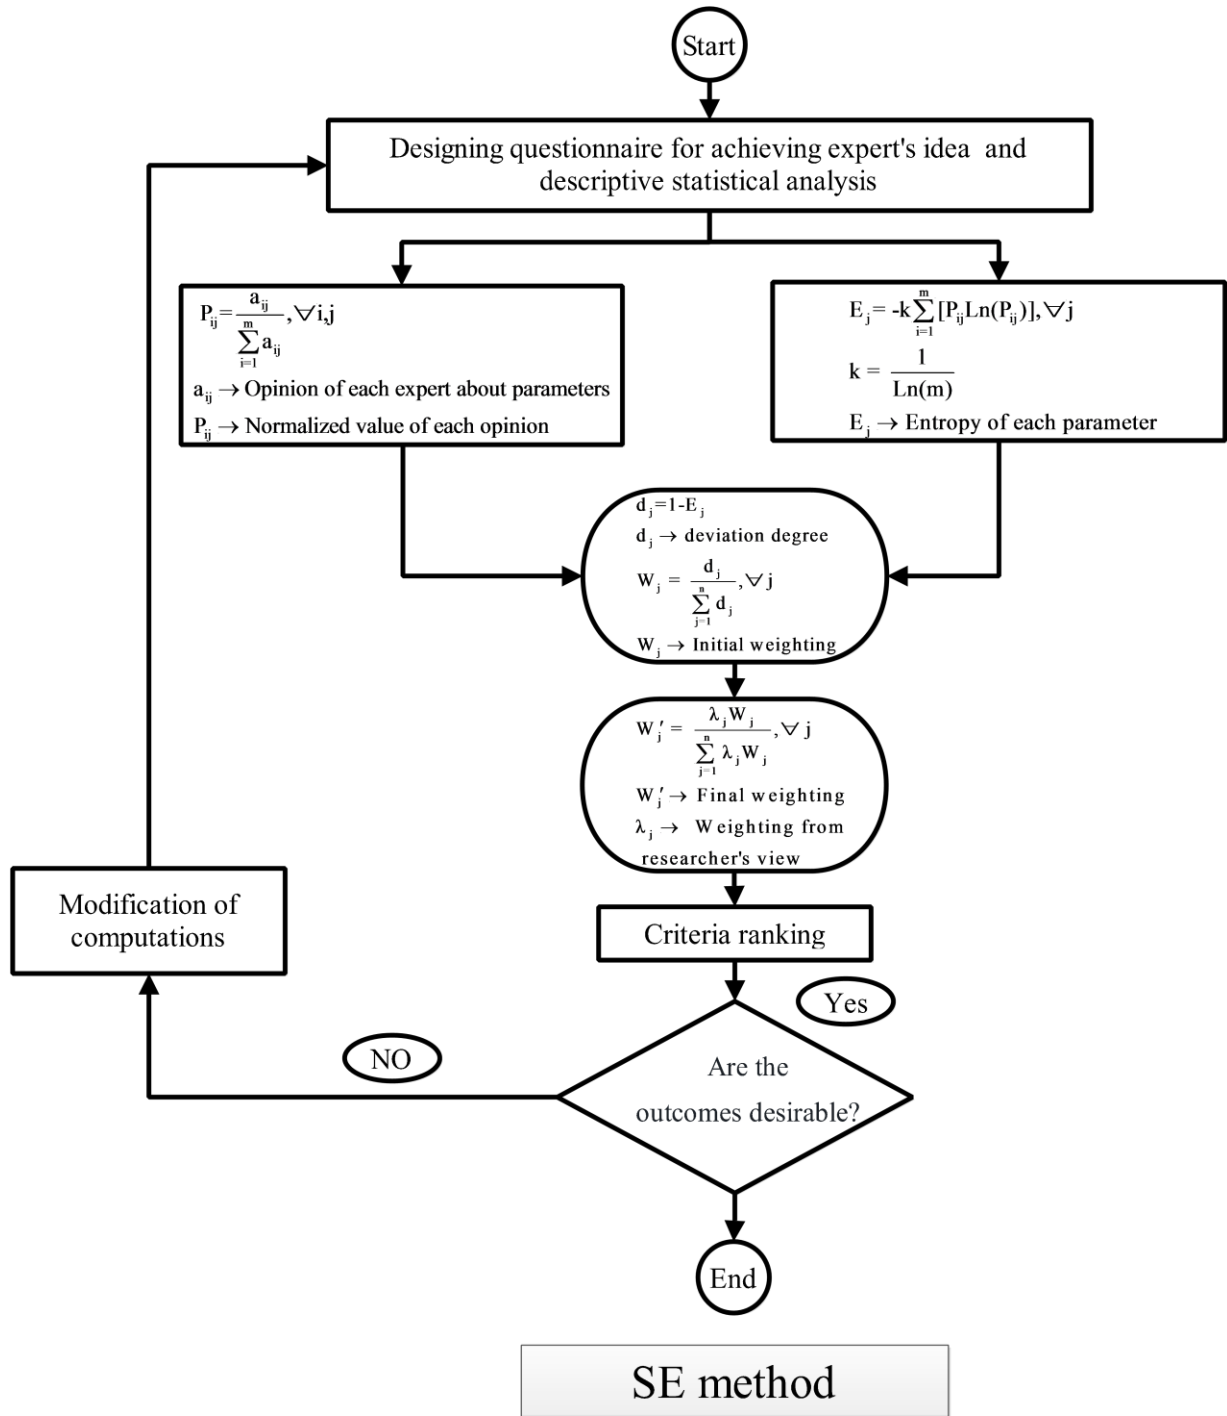 Start
Designing questionnaire for achieving expert's idea and
descriptive statistical analysis
P_ij = a_ij / ∑_{i=1}^{m} a_ij , ∀i,j
a_ij → Opinion of each expert about parameters
P_ij → Normalized value of each opinion
E_j = -k ∑_{i=1}^{m} [P_ij Ln(P_ij)], ∀j
k = 1 / Ln(m)
E_j → Entropy of each parameter
d_j=1-E_j
d_j → deviation degree
W_j = d_j / ∑_{j=1}^{n} d_j , ∀j
W_j → Initial weighting
W′_j = λ_j W_j / ∑_{j=1}^{n} λ_j W_j , ∀j
W′_j → Final weighting
λ_j → Weighting from
researcher's view
Modification of
computations
Criteria ranking
Yes
NO
Are the
outcomes desirable?
End
SE method